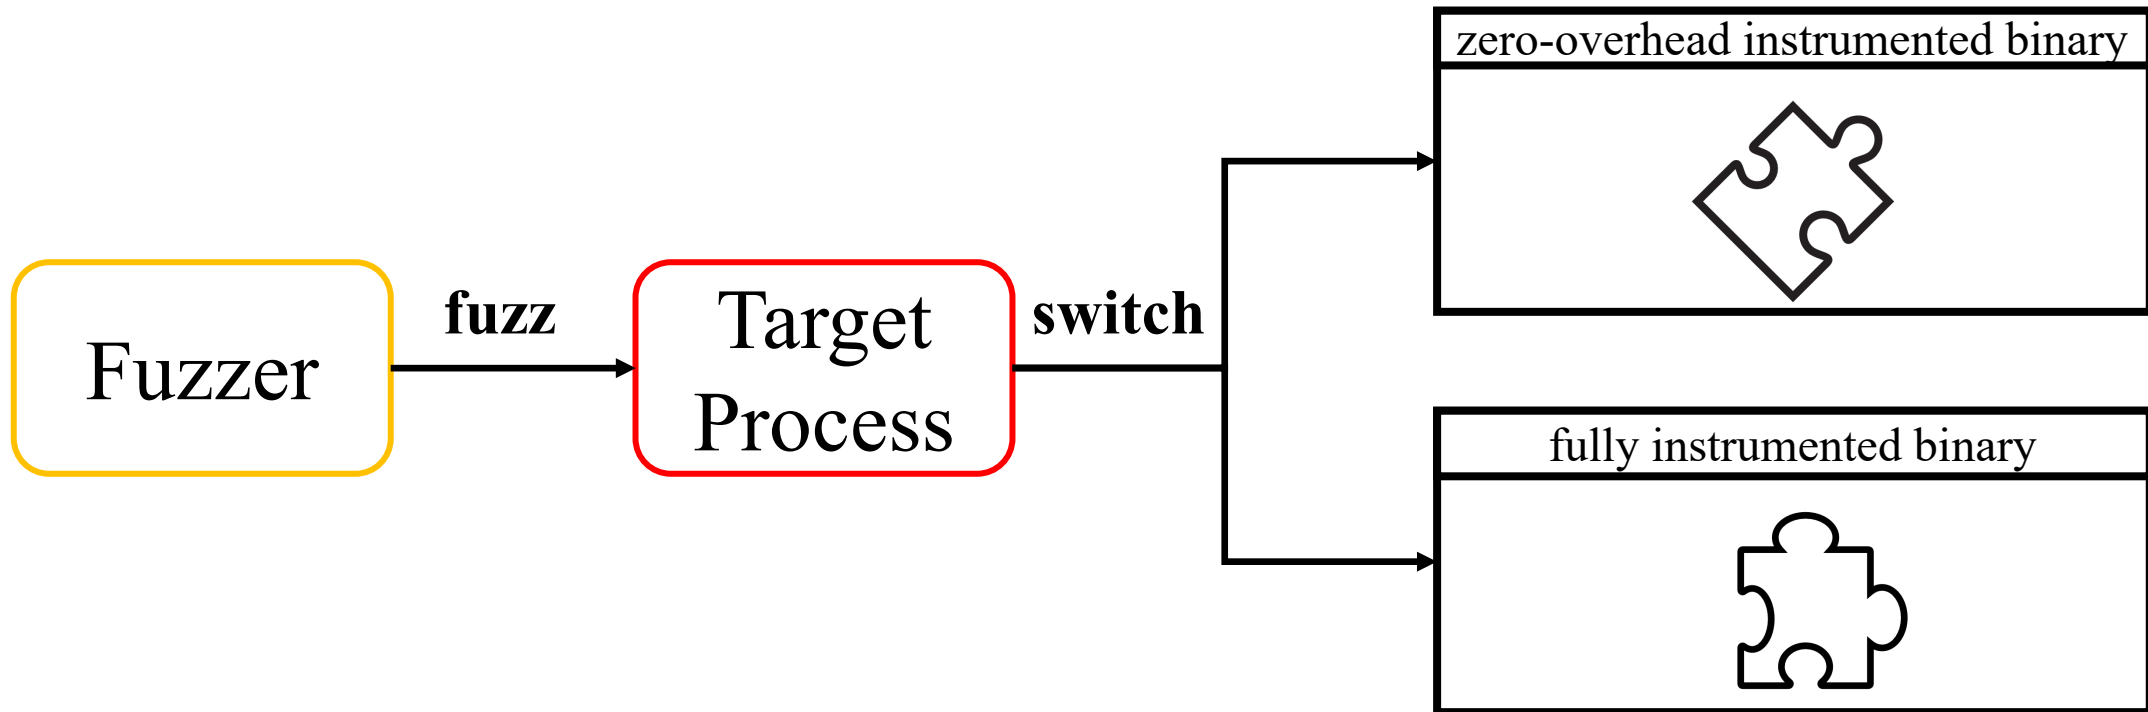 Fuzzer
fuzz
Target
Process
switch
zero-overhead instrumented binary
fully instrumented binary